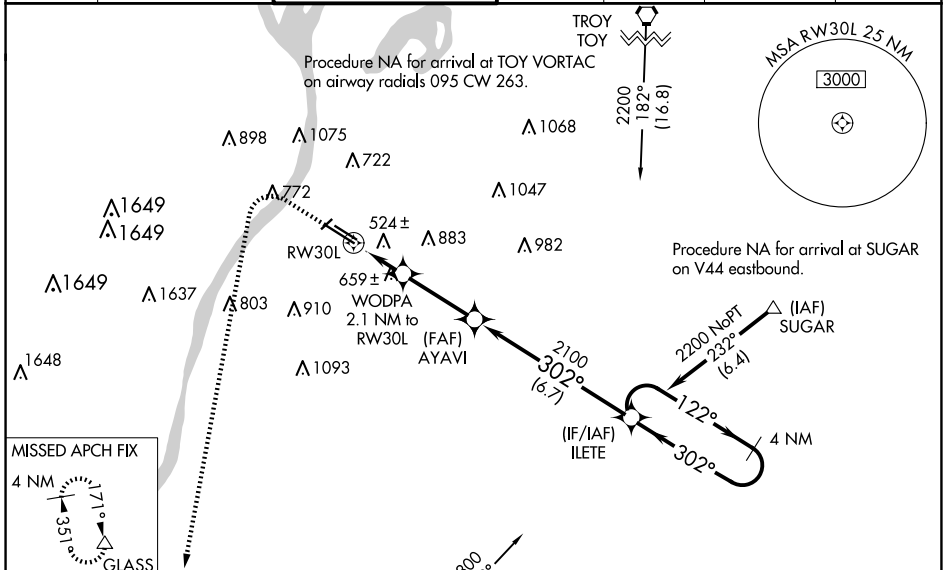 TROY
TOY
Procedure NA for arrival at TOY VORTAC
on airway radials 095 CW 263.
2200
182°
(16.8)
MSA RW30L 25 NM
3000
898
1075
722
1068
772
1047
1649
1649
524±
883
982
RW30L
Procedure NA for arrival at SUGAR
on V44 eastbound.
1649
1637
803
910
659±
WODPA
2.1 NM to
RW30L
(FAF)
AYAVI
2200 NoPT
232°
(6.4)
(IAF)
SUGAR
1648
1093
2100
302°
(6.7)
122°
4 NM
302°
(IF/IAF)
ILETE
MISSED APCH FIX
4 NM
171°
351°
GLASS